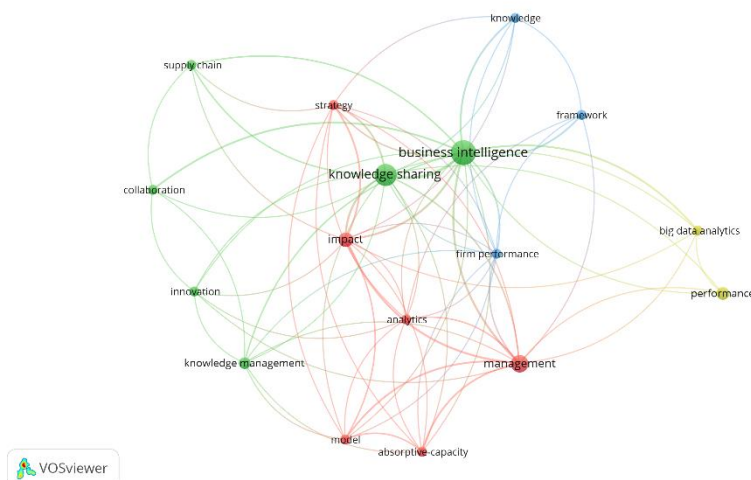 knowledge
supply chain
strategy
framework
business intelligence
knowledge sharing
collaboration
big data analytics
impact
firm performance
innovation
performance
analytics
knowledge management
management
model
absorptive-capacity
VOSviewer